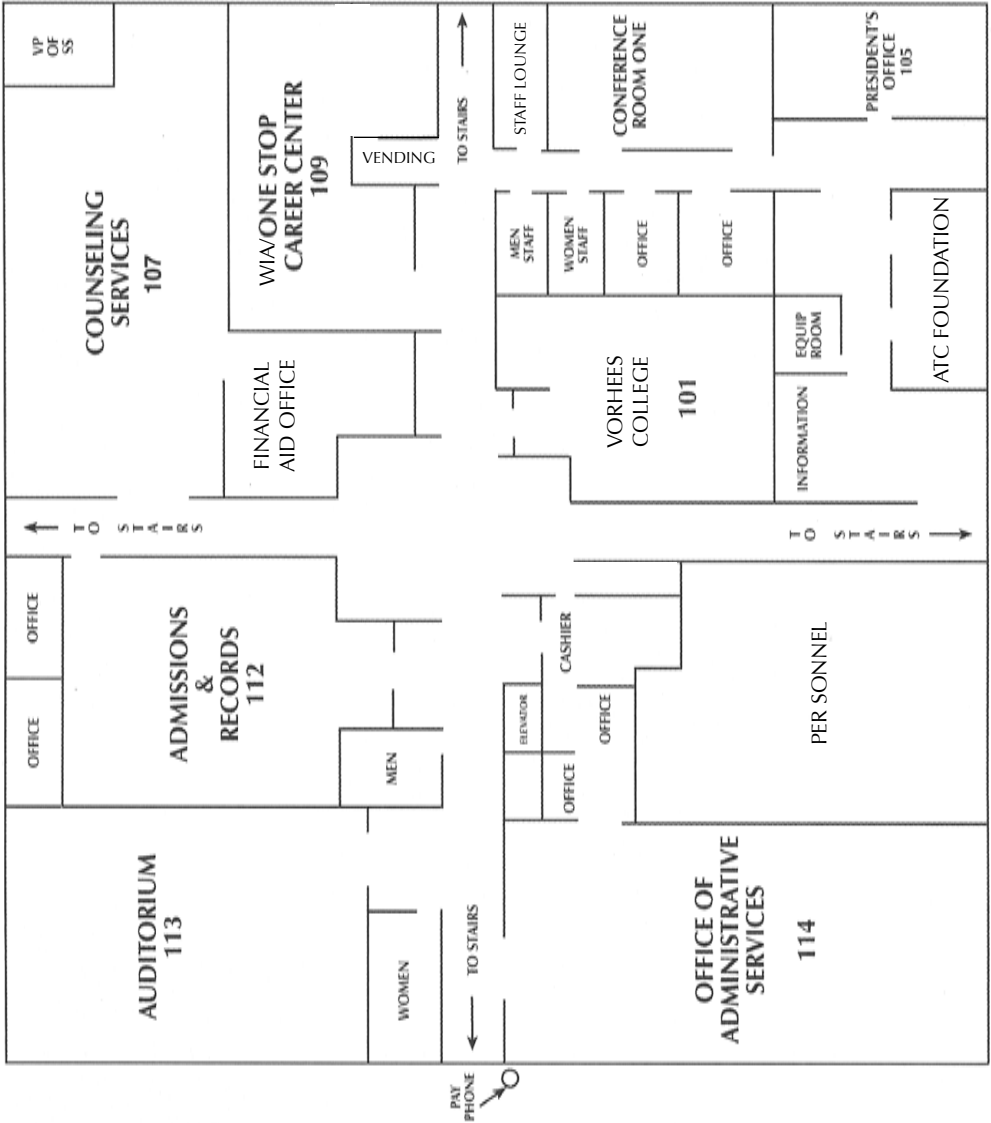 VP
OF
SS
COUNSELING
SERVICES
107
WIA/ONE STOP
CAREER CENTER
109
VENDING
FINANCIAL
AID OFFICE
TO STAIRS
STAFF LOUNGE
CONFERENCE
ROOM ONE
PRESIDENT'S
OFFICE
105
MEN
STAFF
WOMEN
STAFF
OFFICE
OFFICE
VORHEES
COLLEGE
101
EQUIP
ROOM
INFORMATION
ATC FOUNDATION
TO STAIRS
TO STAIRS
OFFICE
OFFICE
ADMISSIONS
&
RECORDS
112
MEN
CASHIER
ELEVATOR
OFFICE
OFFICE
PER SONNEL
AUDITORIUM
113
WOMEN
TO STAIRS
OFFICE OF
ADMINISTRATIVE
SERVICES
114
PAY
PHONE